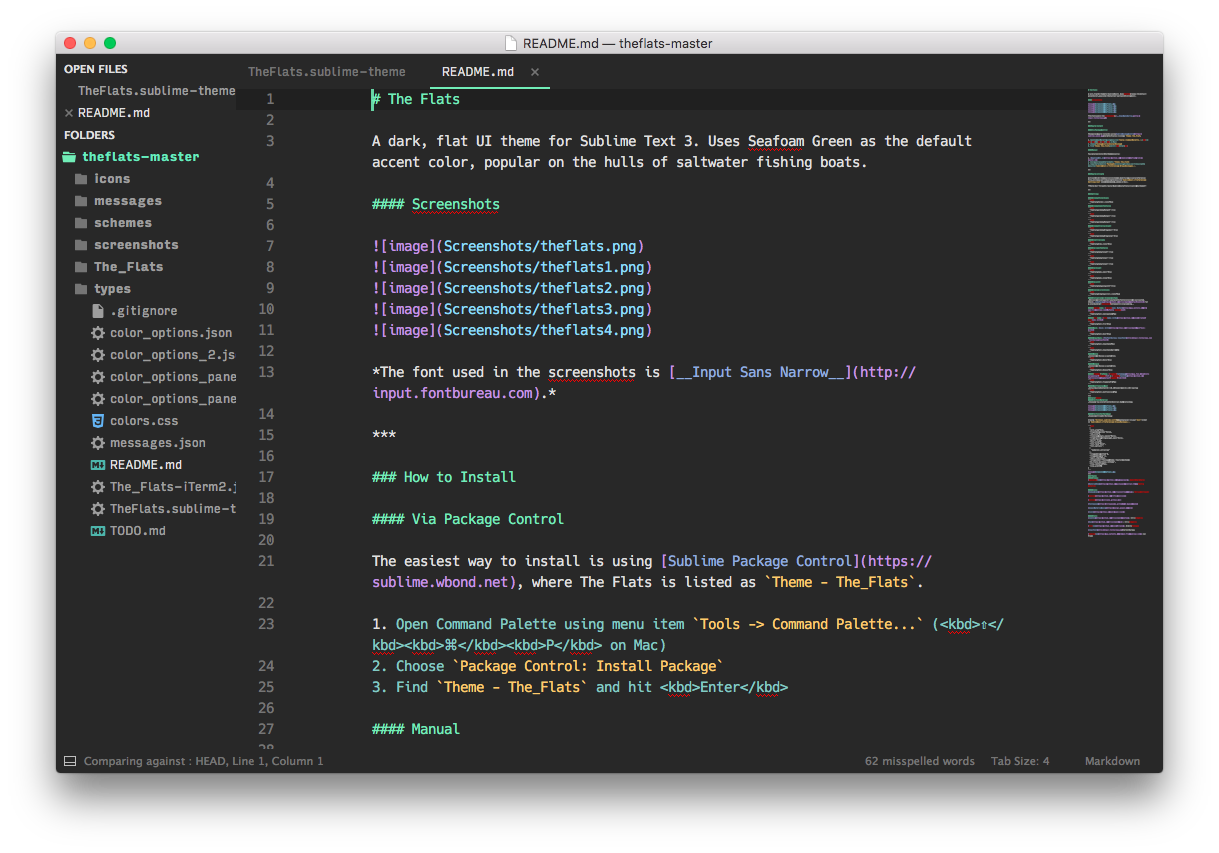 README.md — theflats-master
OPEN FILES
TheFlats.sublime-theme
README.md
FOLDERS
theflats-master
icons
messages
schemes
screenshots
The_Flats
types
.gitignore
color_options.json
color_options_2.js
color_options_pane
color_options_pane
colors.css
messages.json
README.md
The_Flats-iTerm2.j
TheFlats.sublime-t
TODO.md
TheFlats.sublime-theme README.md
1 # The Flats
2
3 A dark, flat UI theme for Sublime Text 3. Uses Seafoam Green as the default
accent color, popular on the hulls of saltwater fishing boats.
4
5 #### Screenshots
6
7 ![image](Screenshots/theflats.png)
8 ![image](Screenshots/theflats1.png)
9 ![image](Screenshots/theflats2.png)
10 ![image](Screenshots/theflats3.png)
11 ![image](Screenshots/theflats4.png)
12
13 *The font used in the screenshots is [__Input Sans Narrow__](http://
input.fontbureau.com).*
14
15 ***
16
17 ### How to Install
18
19 #### Via Package Control
20
21 The easiest way to install is using [Sublime Package Control](https://
sublime.wbond.net), where The Flats is listed as `Theme - The_Flats`.
22
23 1. Open Command Palette using menu item `Tools -> Command Palette...` (<kbd>⇧</
kbd><kbd>⌘</kbd><kbd>P</kbd> on Mac)
24 2. Choose `Package Control: Install Package`
25 3. Find `Theme - The_Flats` and hit <kbd>Enter</kbd>
26
27 #### Manual
28
Comparing against : HEAD, Line 1, Column 1
62 misspelled words Tab Size: 4 Markdown